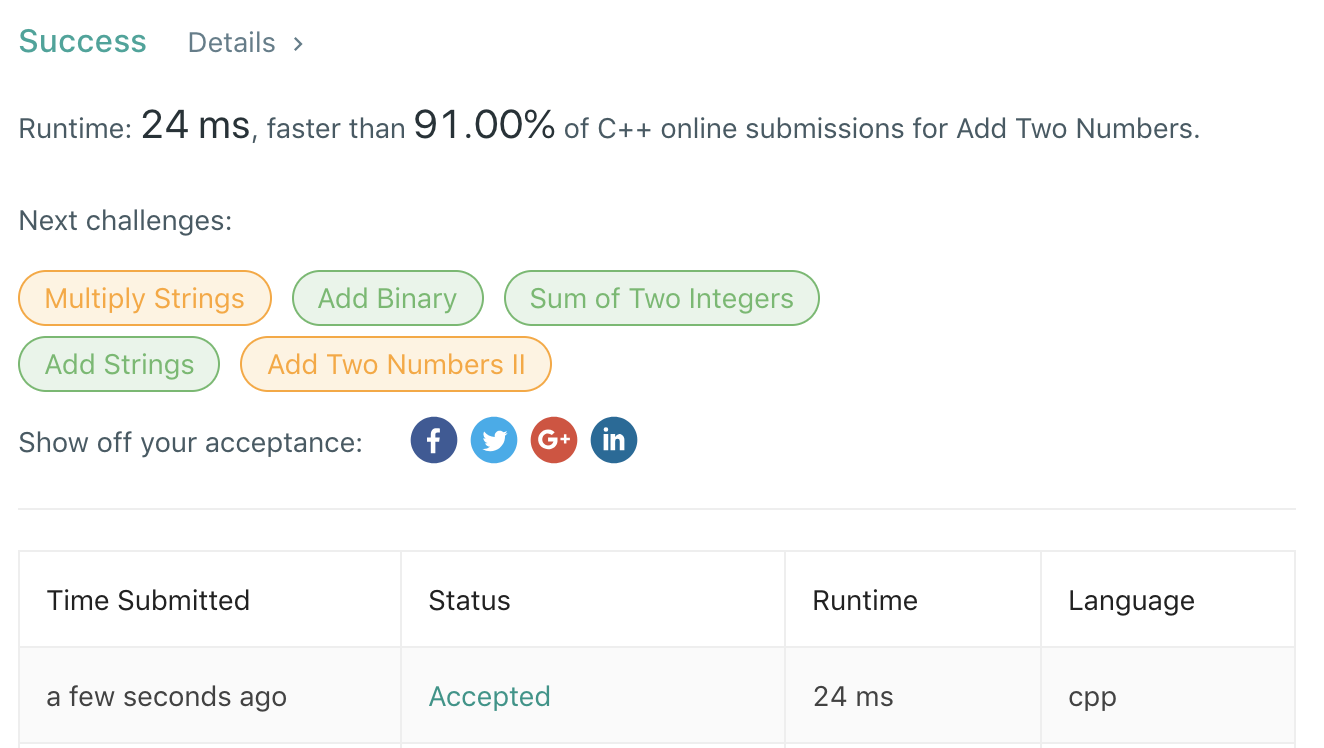 Success Details >
Runtime: 24 ms, faster than 91.00% of C++ online submissions for Add Two Numbers.
Next challenges:
Multiply Strings Add Binary Sum of Two Integers
Add Strings Add Two Numbers II
Show off your acceptance: f G+ in
Time Submitted Status Runtime Language
a few seconds ago Accepted 24 ms cpp